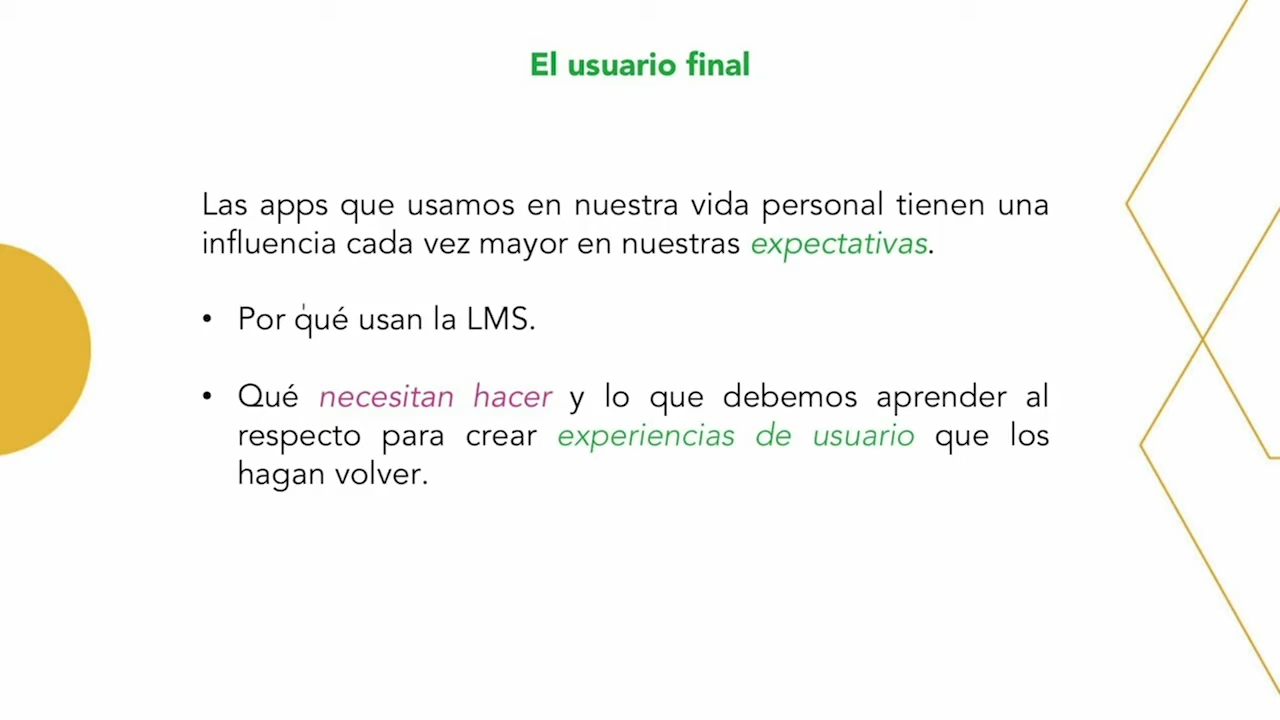 El usuario final
Las apps que usamos en nuestra vida personal tienen una
influencia cada vez mayor en nuestras expectativas.
• Por qué usan la LMS.
• Qué necesitan hacer y lo que debemos aprender al
respecto para crear experiencias de usuario que los
hagan volver.